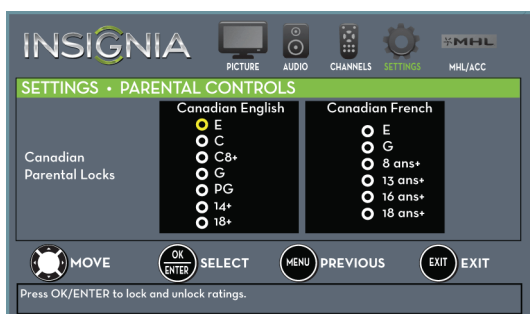 INSIGNIA
PICTURE AUDIO CHANNELS SETTINGS MHL MHL/ACC
SETTINGS • PARENTAL CONTROLS
Canadian Parental Locks
Canadian English
E
C
C8+
G
PG
14+
18+
Canadian French
E
G
8 ans+
13 ans+
16 ans+
18 ans+
MOVE OK/ENTER SELECT MENU PREVIOUS EXIT EXIT
Press OK/ENTER to lock and unlock ratings.